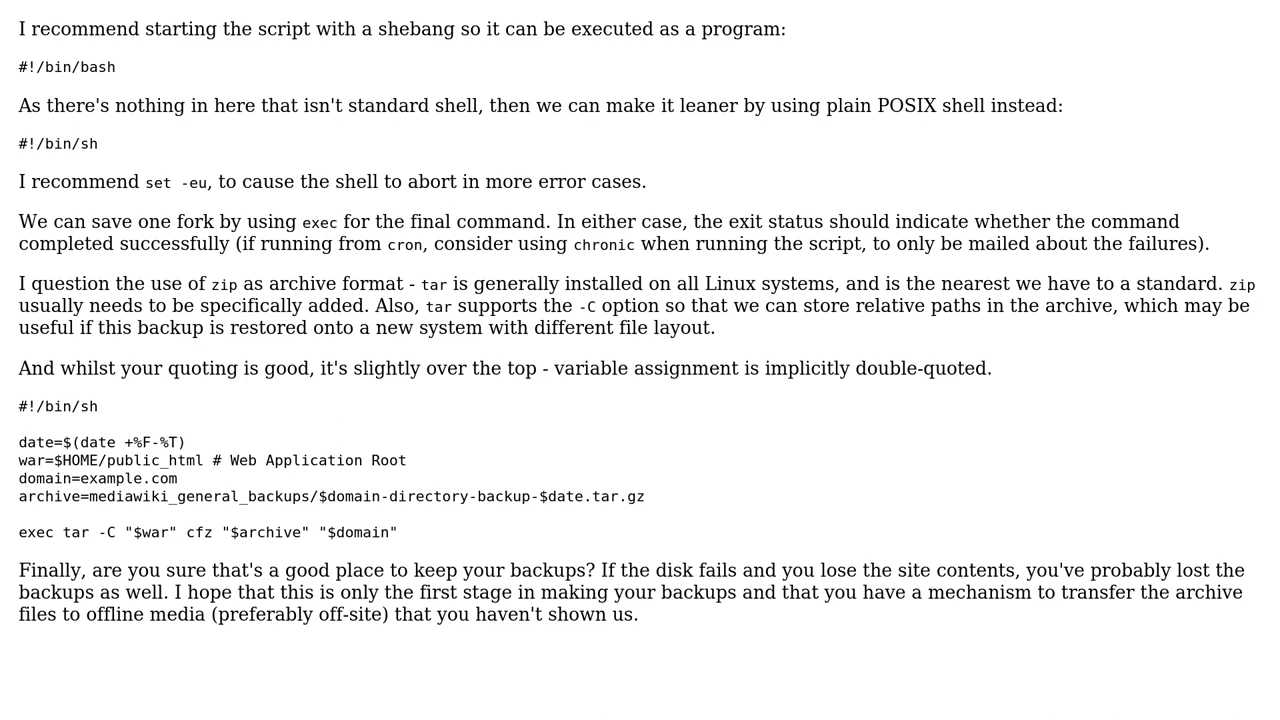 I recommend starting the script with a shebang so it can be executed as a program:
#!/bin/bash
As there's nothing in here that isn't standard shell, then we can make it leaner by using plain POSIX shell instead:
#!/bin/sh
I recommend set -eu, to cause the shell to abort in more error cases.
We can save one fork by using exec for the final command. In either case, the exit status should indicate whether the command
completed successfully (if running from cron, consider using chronic when running the script, to only be mailed about the failures).
I question the use of zip as archive format - tar is generally installed on all Linux systems, and is the nearest we have to a standard. zip
usually needs to be specifically added. Also, tar supports the -C option so that we can store relative paths in the archive, which may be
useful if this backup is restored onto a new system with different file layout.
And whilst your quoting is good, it's slightly over the top - variable assignment is implicitly double-quoted.
#!/bin/sh
date=$(date +%F-%T)
war=$HOME/public_html # Web Application Root
domain=example.com
archive=mediawiki_general_backups/$domain-directory-backup-$date.tar.gz
exec tar -C "$war" cfz "$archive" "$domain"
Finally, are you sure that's a good place to keep your backups? If the disk fails and you lose the site contents, you've probably lost the
backups as well. I hope that this is only the first stage in making your backups and that you have a mechanism to transfer the archive
files to offline media (preferably off-site) that you haven't shown us.